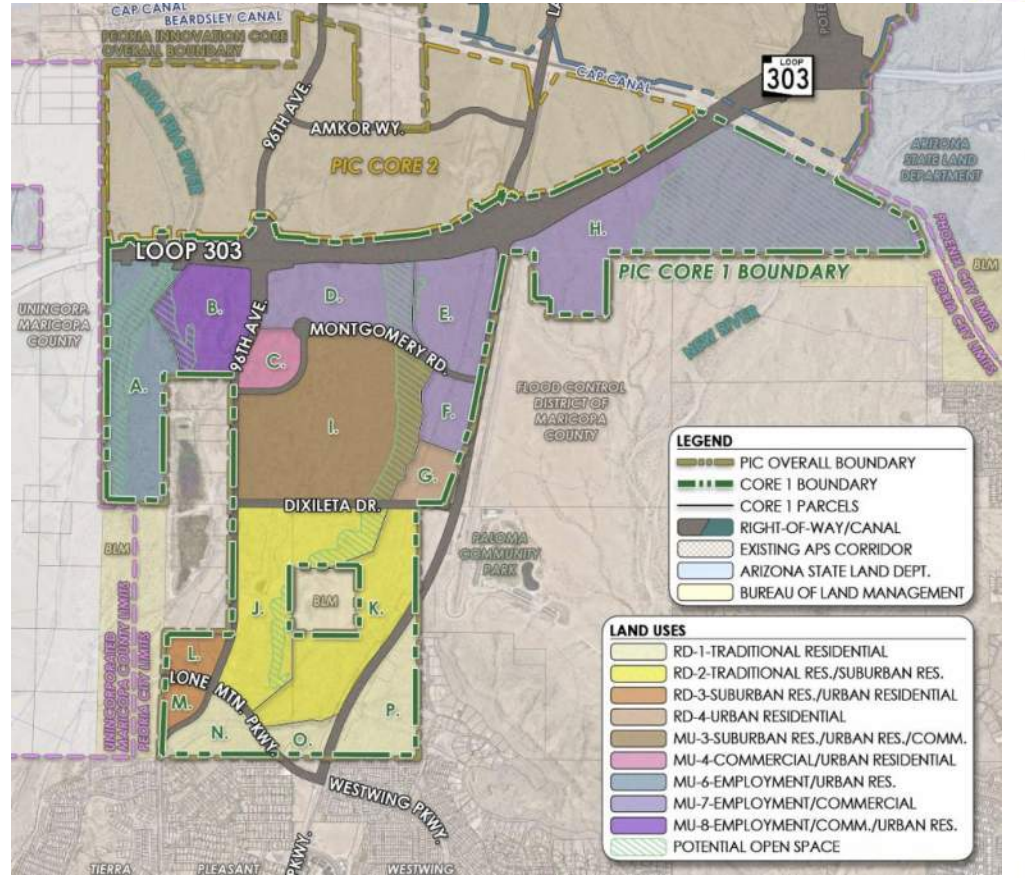 CAP CANAL
BEARDSLEY CANAL
PEORIA INNOVATION CORE
OVERALL BOUNDARY
AGUA FRIA RIVER
96TH AVE.
AMKOR WY.
PIC CORE 2
CAP CANAL
LOOP
303
ARIZONA
STATE LAND
DEPARTMENT
LOOP 303
PIC CORE 1 BOUNDARY
PHOENIX CITY LIMITS
PEORIA CITY LIMITS
BLM
UNINCORP.
MARICOPA
COUNTY
A.
B.
96TH AVE.
C.
D.
E.
MONTGOMERY RD.
F.
G.
H.
I.
NEW RIVER
FLOOD CONTROL
DISTRICT OF
MARICOPA
COUNTY
DIXILETA DR.
PALOMA
COMMUNITY
PARK
BLM
BLM
J.
K.
L.
M.
LONE MTN. PKWY.
N.
O.
P.
UNINCORPORATED
MARICOPA COUNTY LIMITS
PEORIA CITY LIMITS
WESTWING PKWY.
PKWY.
TIERRA
PLEASANT
WESTWING
LEGEND
PIC OVERALL BOUNDARY
CORE 1 BOUNDARY
CORE 1 PARCELS
RIGHT-OF-WAY/CANAL
EXISTING APS CORRIDOR
ARIZONA STATE LAND DEPT.
BUREAU OF LAND MANAGEMENT
LAND USES
RD-1-TRADITIONAL RESIDENTIAL
RD-2-TRADITIONAL RES./SUBURBAN RES.
RD-3-SUBURBAN RES./URBAN RESIDENTIAL
RD-4-URBAN RESIDENTIAL
MU-3-SUBURBAN RES./URBAN RES./COMM.
MU-4-COMMERCIAL/URBAN RESIDENTIAL
MU-6-EMPLOYMENT/URBAN RES.
MU-7-EMPLOYMENT/COMMERCIAL
MU-8-EMPLOYMENT/COMM./URBAN RES.
POTENTIAL OPEN SPACE